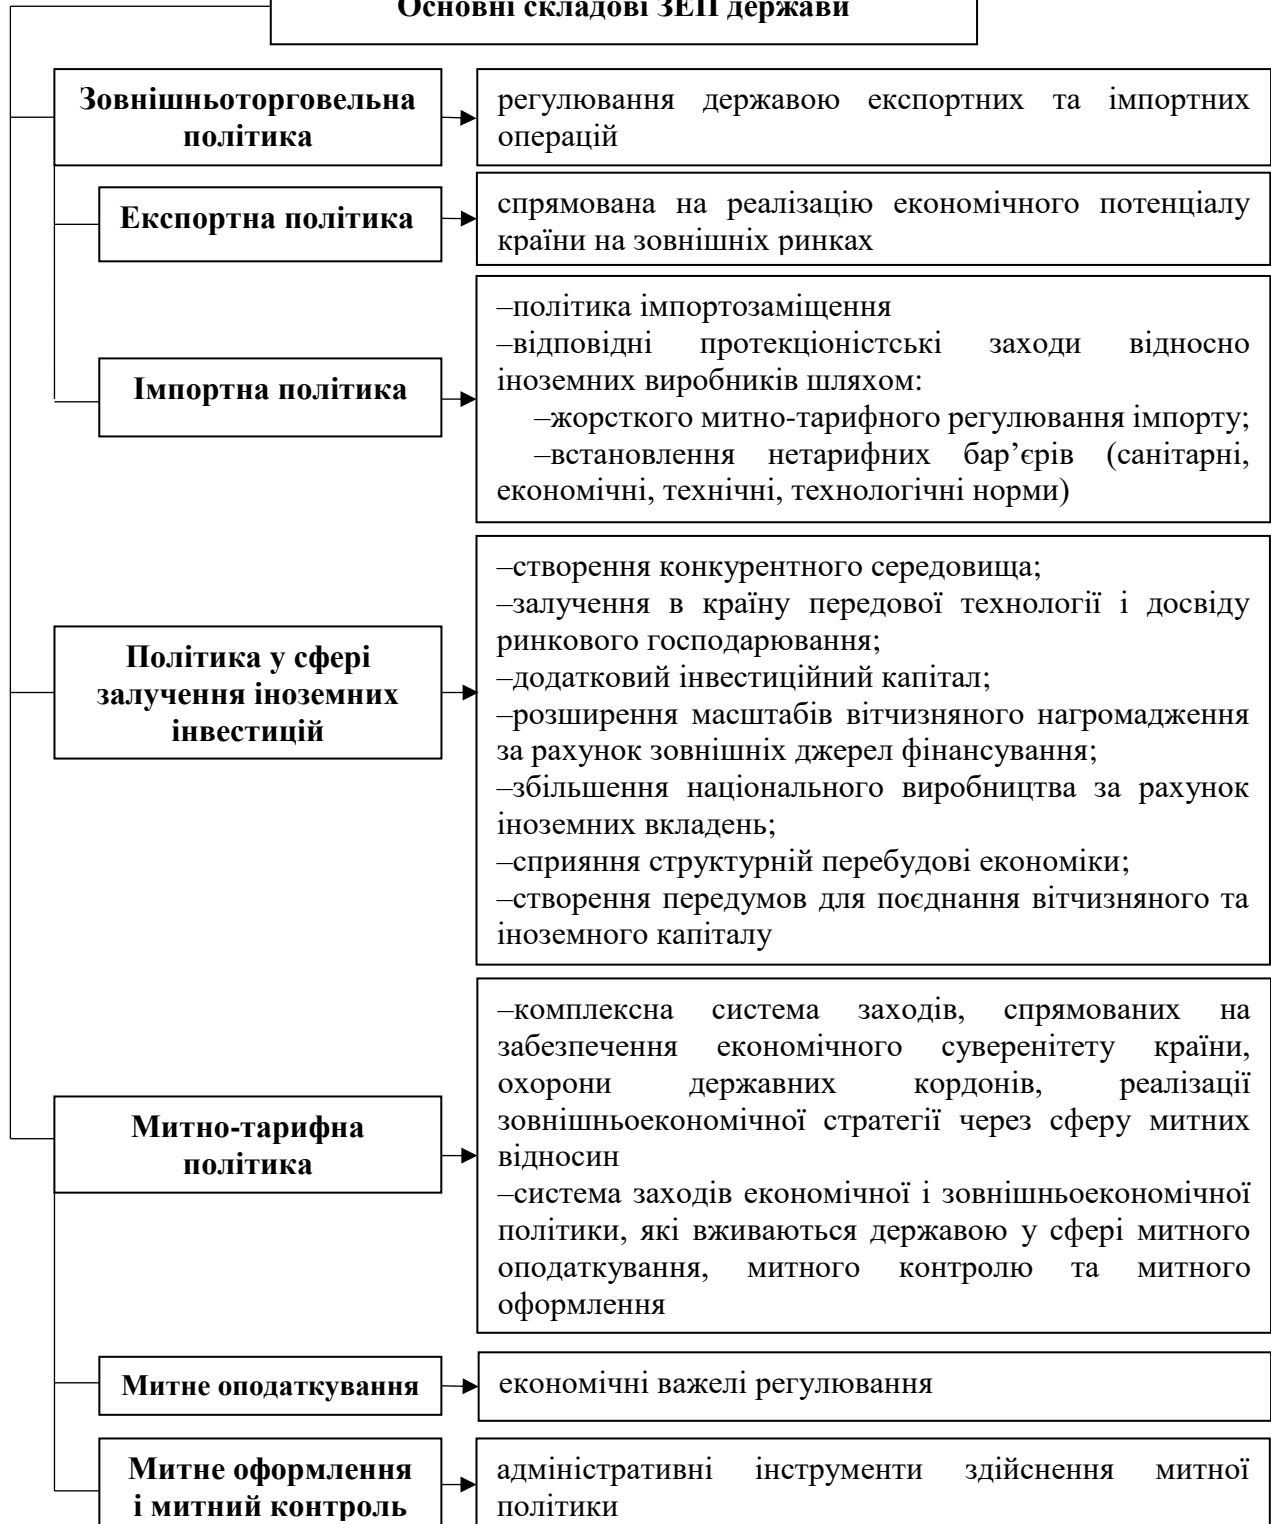 Основні складові ЗЕП держави
Зовнішньоторговельна
політика
регулювання державою експортних та імпортних
операцій
Експортна політика
спрямована на реалізацію економічного потенціалу
країни на зовнішніх ринках
Імпортна політика
–політика імпортозаміщення
–відповідні протекціоністські заходи відносно
іноземних виробників шляхом:
–жорсткого митно-тарифного регулювання імпорту;
–встановлення нетарифних бар’єрів (санітарні,
економічні, технічні, технологічні норми)
Політика у сфері
залучення іноземних
інвестицій
–створення конкурентного середовища;
–залучення в країну передової технології і досвіду
ринкового господарювання;
–додатковий інвестиційний капітал;
–розширення масштабів вітчизняного нагромадження
за рахунок зовнішніх джерел фінансування;
–збільшення національного виробництва за рахунок
іноземних вкладень;
–сприяння структурній перебудові економіки;
–створення передумов для поєднання вітчизняного та
іноземного капіталу
Митно-тарифна
політика
–комплексна система заходів, спрямованих на
забезпечення економічного суверенітету країни,
охорони державних кордонів, реалізації
зовнішньоекономічної стратегії через сферу митних
відносин
–система заходів економічної і зовнішньоекономічної
політики, які вживаються державою у сфері митного
оподаткування, митного контролю та митного
оформлення
Митне оподаткування
економічні важелі регулювання
Митне оформлення
і митний контроль
адміністративні інструменти здійснення митної
політики